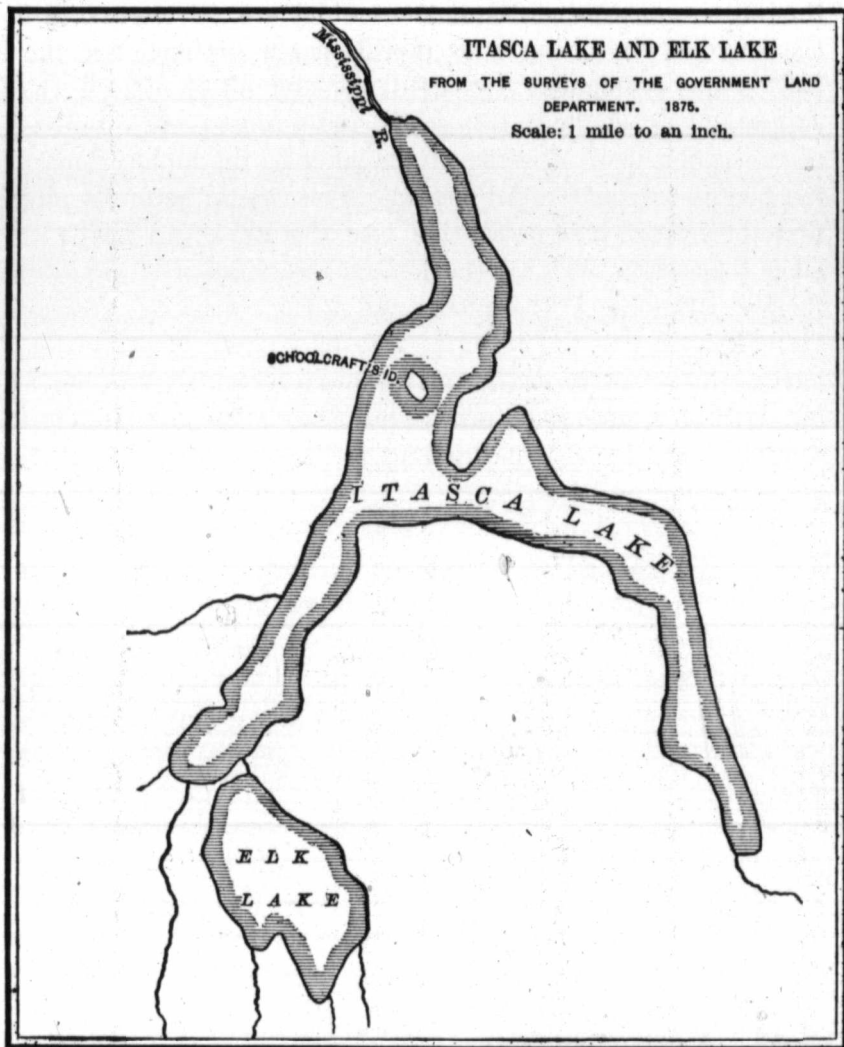 ITASCA LAKE AND ELK LAKE
FROM THE SURVEYS OF THE GOVERNMENT LAND
DEPARTMENT. 1875.
Scale: 1 mile to an inch.
Mississippi R.
SCHOOLCRAFT'S ID.
ITASCA LAKE
ELK
LAKE